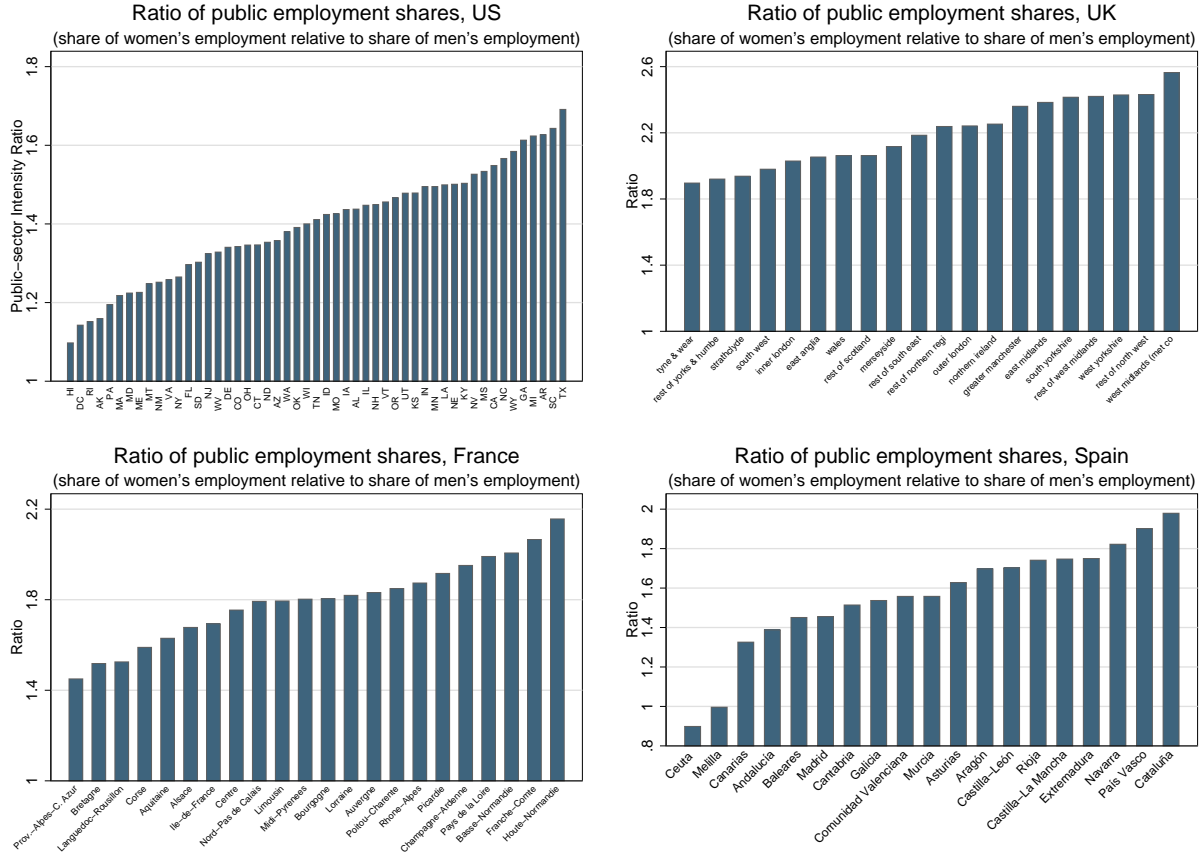 Ratio of public employment shares, US
(share of women's employment relative to share of men's employment)
Public−sector Intensity Ratio
1 1.2 1.4 1.6 1.8
HI DC RI AK PA MA MD ME MT NM VA NY FL SD NJ WV DE CO OH CT ND AZ WA OK WI TN ID MO IA AL IL NH VT OR UT KS IN MN LA NE KY NV MS CA NC WY GA MI AR SC TX
Ratio of public employment shares, UK
(share of women's employment relative to share of men's employment)
Ratio
1 1.4 1.8 2.2 2.6
tyne & wear
rest of yorks & humbe
strathclyde
south west
inner london
east anglia
wales
rest of scotland
merseyside
rest of south east
rest of northern regi
outer london
northern ireland
greater manchester
east midlands
south yorkshire
rest of west midlands
west yorkshire
rest of north west
west midlands (met co
Ratio of public employment shares, France
(share of women's employment relative to share of men's employment)
Ratio
1 1.4 1.8 2.2
Prov.−Alpes−C. Azur
Bretagne
Languedoc−Rousillon
Corse
Aquitaine
Alsace
Ile−de−France
Centre
Nord−Pas de Calais
Limousin
Midi−Pyrenees
Bourgogne
Lorraine
Auvergne
Poitou−Charente
Rhone−Alpes
Picardie
Champagne−Ardenne
Pays de la Loire
Basse−Normandie
Franche−Comte
Houte−Normandie
Ratio of public employment shares, Spain
(share of women's employment relative to share of men's employment)
Ratio
.8 1 1.2 1.4 1.6 1.8 2
Ceuta
Melilla
Canarias
Andalucía
Baleares
Madrid
Cantabria
Galicia
Comunidad Valenciana
Murcia
Asturias
Aragón
Castilla−León
Rioja
Castilla−La Mancha
Extremadura
Navarra
País Vasco
Cataluña